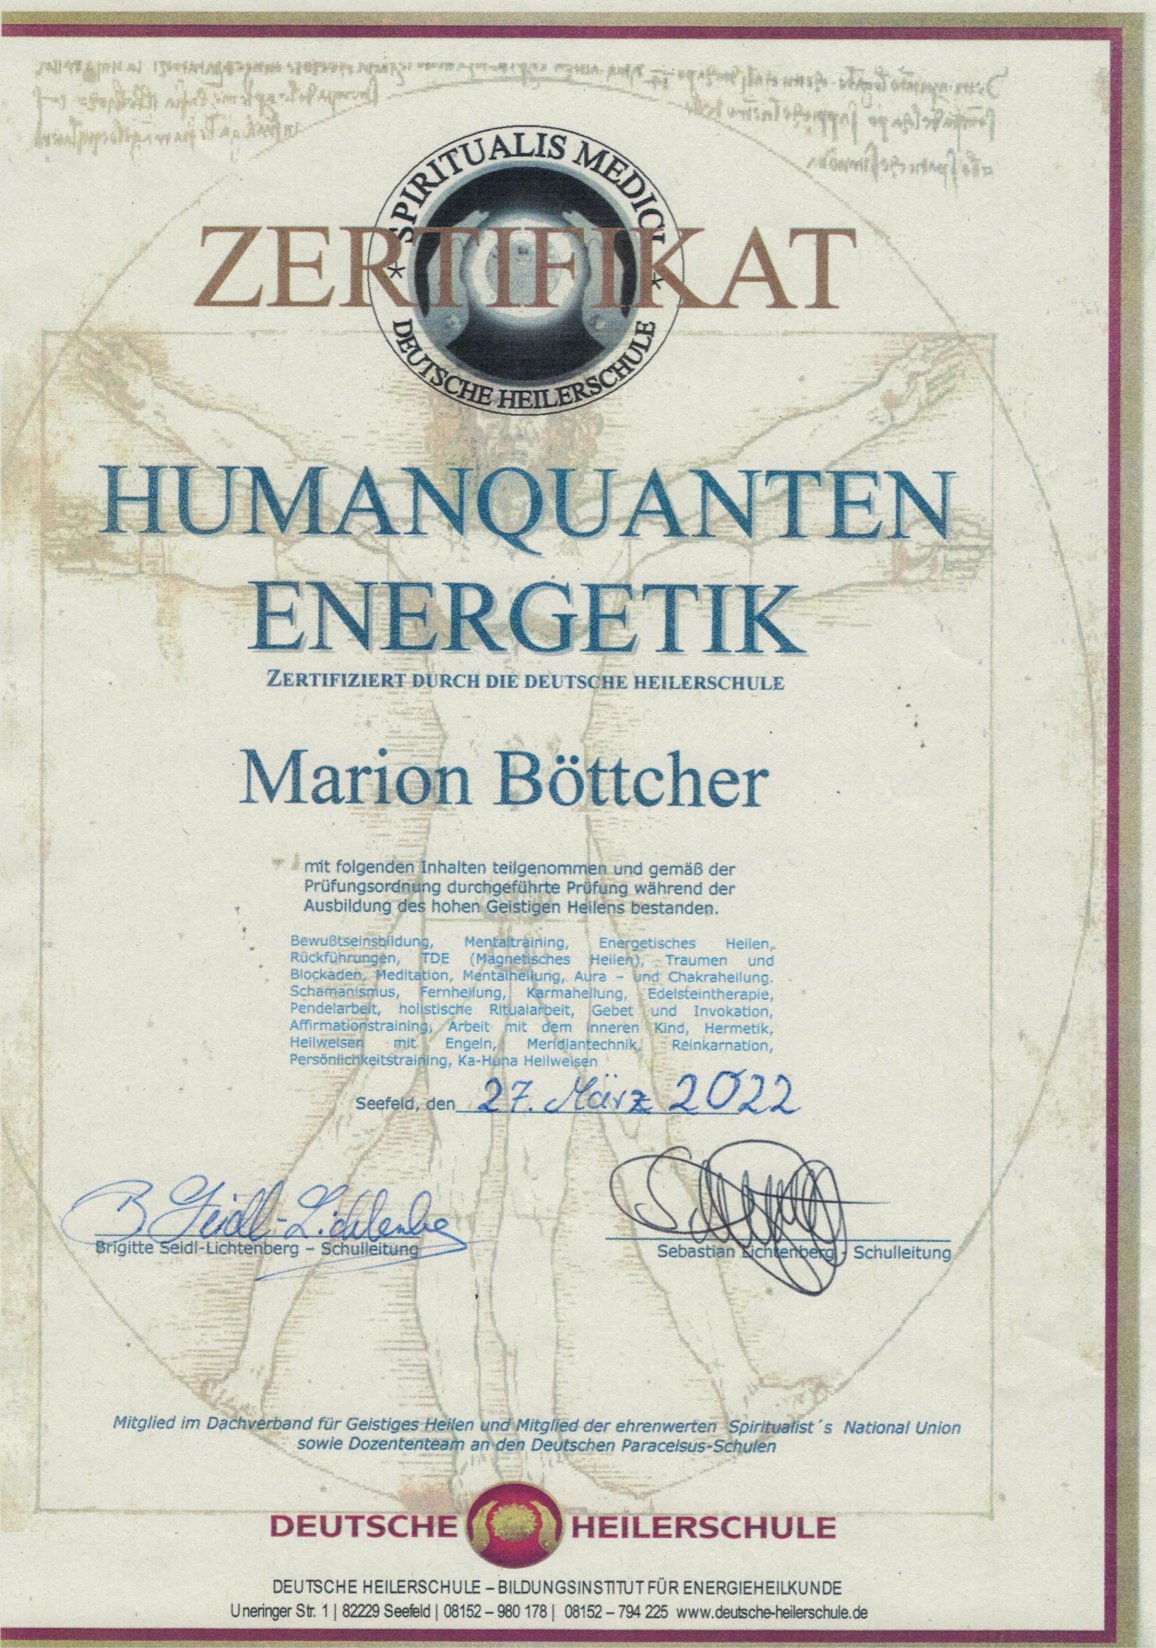 SPIRITUALIS MEDICI
ZERTIFIKAT
DEUTSCHE HEILERSCHULE
HUMANQUANTEN
ENERGETIK
ZERTIFIZIERT DURCH DIE DEUTSCHE HEILERSCHULE
Marion Böttcher
mit folgenden Inhalten teilgenommen und gemäß der
Prüfungsordnung durchgeführte Prüfung während der
Ausbildung des hohen Geistigen Heilens bestanden.
Bewußtseinsbildung, Mentaltraining, Energetisches Heilen,
Rückführungen, TDE (Magnetisches Heilen), Traumen und
Blockaden, Meditation, Mentalheilung, Aura – und Chakraheilung.
Schamanismus, Fernheilung, Karmaheilung, Edelsteintherapie,
Pendelarbeit, holistische Ritualarbeit, Gebet und Invokation,
Affirmationstraining, Arbeit mit dem inneren Kind, Hermetik,
Heilweisen mit Engeln, Meridiantechnik, Reinkarnation,
Persönlichkeitstraining, Ka-Huna Heilweisen
Seefeld, den 27. März 2022
B. Seidl-Lichtenberg
Brigitte Seidl-Lichtenberg – Schulleitung
Sebastian Lichtenberg - Schulleitung
Mitglied im Dachverband für Geistiges Heilen und Mitglied der ehrenwerten Spiritualist´s National Union
sowie Dozententeam an den Deutschen Paracelsus-Schulen
DEUTSCHE HEILERSCHULE
DEUTSCHE HEILERSCHULE – BILDUNGSINSTITUT FÜR ENERGIEHEILKUNDE
Uneringer Str. 1 | 82229 Seefeld | 08152 – 980 178 | 08152 – 794 225 www.deutsche-heilerschule.de